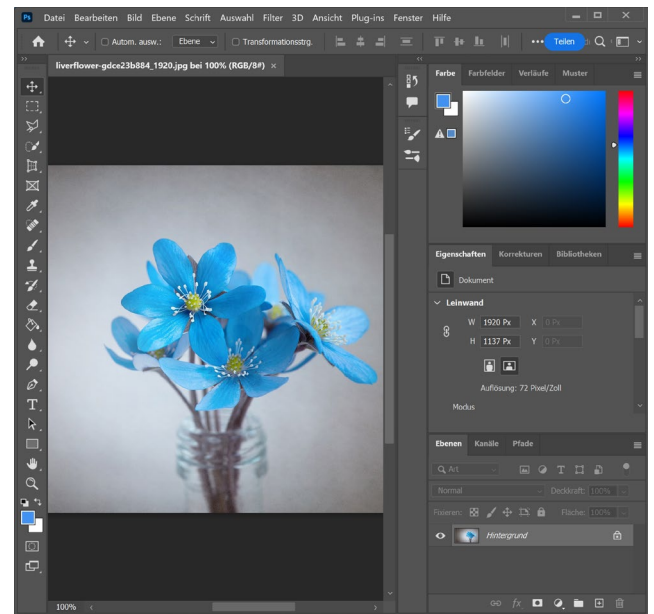 Ps Datei Bearbeiten Bild Ebene Schrift Auswahl Filter 3D Ansicht Plug-ins Fenster Hilfe
Autom. ausw.: Ebene Transformationsstrg. Teilen
liverflower-gdce23b884_1920.jpg bei 100% (RGB/8#) ×
Farbe Farbfelder Verläufe Muster
Eigenschaften Korrekturen Bibliotheken
Dokument
Leinwand
W 1920 Px X 0 Px
H 1137 Px Y 0 Px
Auflösung: 72 Pixel/Zoll
Modus
Ebenen Kanäle Pfade
Art
Normal Deckkraft: 100%
Fixieren: Fläche: 100%
Hintergrund
fx
100%